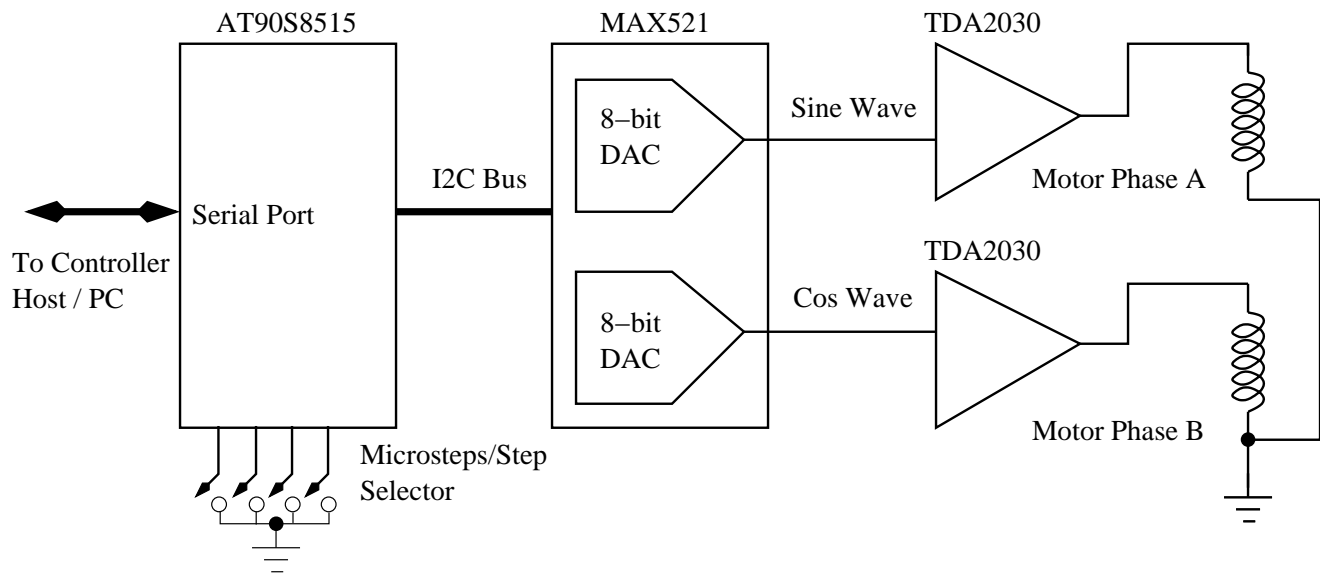 AT90S8515
MAX521
TDA2030
8−bit
DAC
Sine Wave
Motor Phase A
I2C Bus
Serial Port
To Controller
Host / PC
TDA2030
8−bit
DAC
Cos Wave
Motor Phase B
Microsteps/Step
Selector